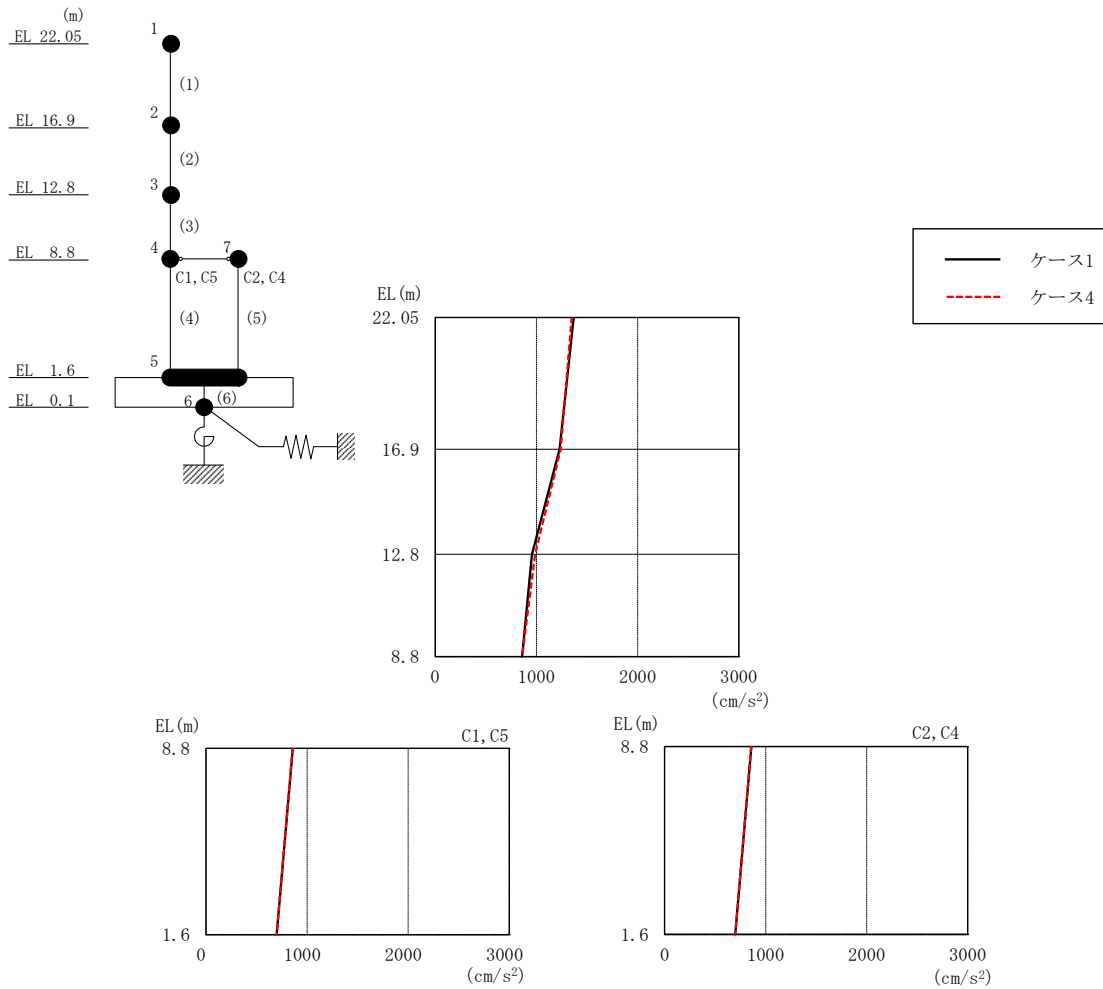 (m)
EL 22.05
EL 16.9
EL 12.8
EL 8.8
EL 1.6
EL 0.1
1
(1)
2
(2)
3
(3)
4
7
C1,C5
C2,C4
(4)
(5)
5
6
(6)
ケース1
ケース4
EL(m)
22.05
16.9
12.8
8.8
0
1000
2000
3000
(cm/s²)
EL(m)
C1,C5
8.8
1.6
0
1000
2000
3000
(cm/s²)
EL(m)
C2,C4
8.8
1.6
0
1000
2000
3000
(cm/s²)